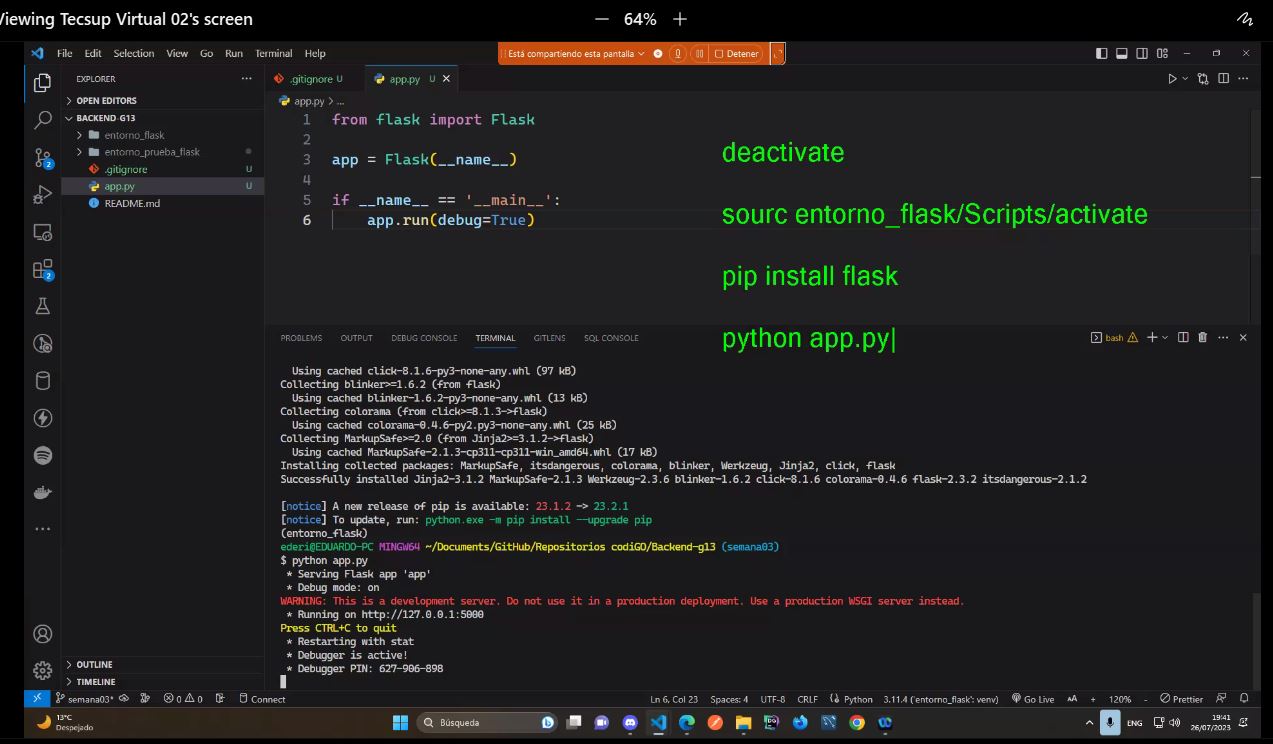 Viewing Tecsup Virtual 02's screen
64%
File Edit Selection View Go Run Terminal Help
Está compartiendo esta pantalla
Detener
EXPLORER
.gitignore U
app.py U
OPEN EDITORS
app.py > ...
BACKEND-G13
entorno_flask
entorno_prueba_flask
.gitignore U
app.py U
README.md
1 from flask import Flask
2
3 app = Flask(__name__)
4
5 if __name__ == '__main__':
6 app.run(debug=True)
deactivate
sourc entorno_flask/Scripts/activate
pip install flask
python app.py
PROBLEMS OUTPUT DEBUG CONSOLE TERMINAL GITLENS SQL CONSOLE
bash
Using cached click-8.1.6-py3-none-any.whl (97 kB)
Collecting blinker>=1.6.2 (from flask)
Using cached blinker-1.6.2-py3-none-any.whl (13 kB)
Collecting colorama (from click>=8.1.3->flask)
Using cached colorama-0.4.6-py2.py3-none-any.whl (25 kB)
Collecting MarkupSafe>=2.0 (from Jinja2>=3.1.2->flask)
Using cached MarkupSafe-2.1.3-cp311-cp311-win_amd64.whl (17 kB)
Installing collected packages: MarkupSafe, itsdangerous, colorama, blinker, Werkzeug, Jinja2, click, flask
Successfully installed Jinja2-3.1.2 MarkupSafe-2.1.3 Werkzeug-2.3.6 blinker-1.6.2 click-8.1.6 colorama-0.4.6 flask-2.3.2 itsdangerous-2.1.2
[notice] A new release of pip is available: 23.1.2 -> 23.2.1
[notice] To update, run: python.exe -m pip install --upgrade pip
(entorno_flask)
ederi@EDUARDO-PC MINGW64 ~/Documents/GitHub/Repositorios codiGO/Backend-g13 (semana03)
$ python app.py
* Serving Flask app 'app'
* Debug mode: on
WARNING: This is a development server. Do not use it in a production deployment. Use a production WSGI server instead.
* Running on http://127.0.0.1:5000
Press CTRL+C to quit
* Restarting with stat
* Debugger is active!
* Debugger PIN: 627-906-898
OUTLINE
TIMELINE
semana03* 0 0 Connect
Ln 6, Col 23 Spaces: 4 UTF-8 CRLF Python 3.11.4 ('entorno_flask': venv) Go Live AA + 120% - Prettier
13°C
Despejado
Búsqueda
ENG
19:41
26/07/2023